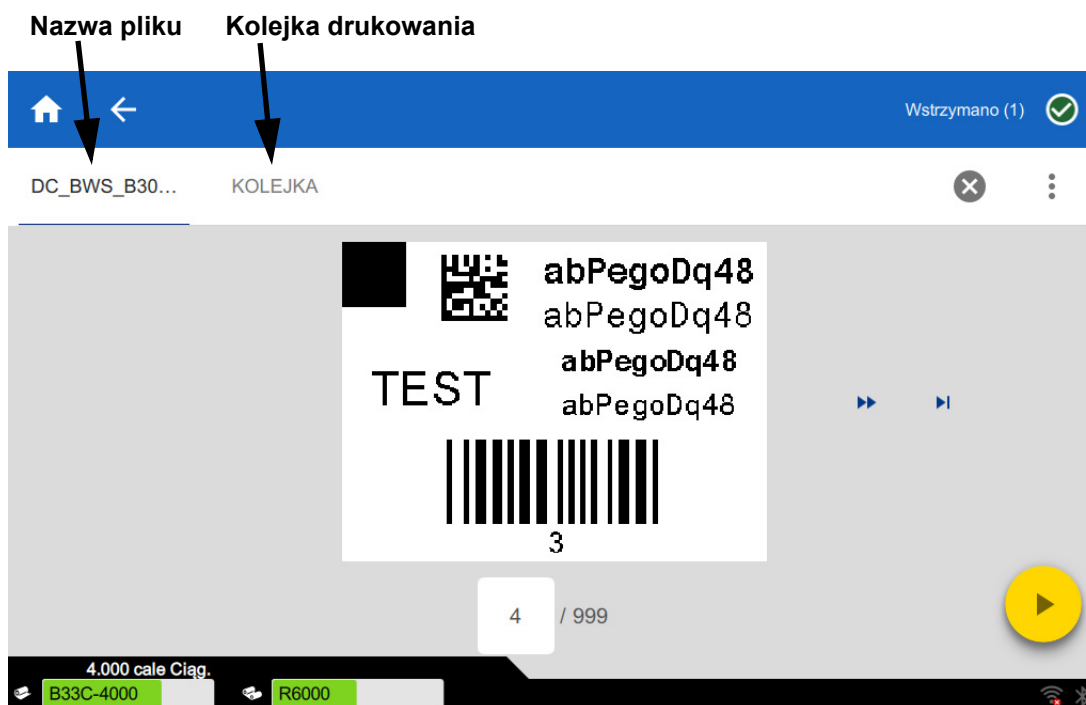 Nazwa pliku Kolejka drukowania
Wstrzymano (1)
DC_BWS_B30... KOLEJKA
abPegoDq48
abPegoDq48
abPegoDq48
TEST
abPegoDq48
3
4 / 999
4.000 cale Ciąg.
B33C-4000 R6000